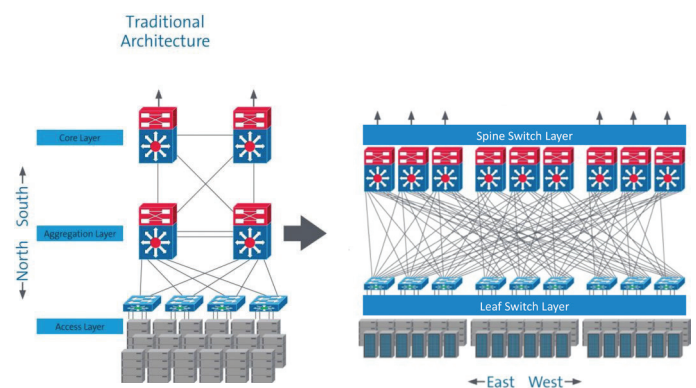 Traditional
Architecture
Core Layer
Aggregation Layer
Access Layer
North South
Spine Switch Layer
Leaf Switch Layer
East West